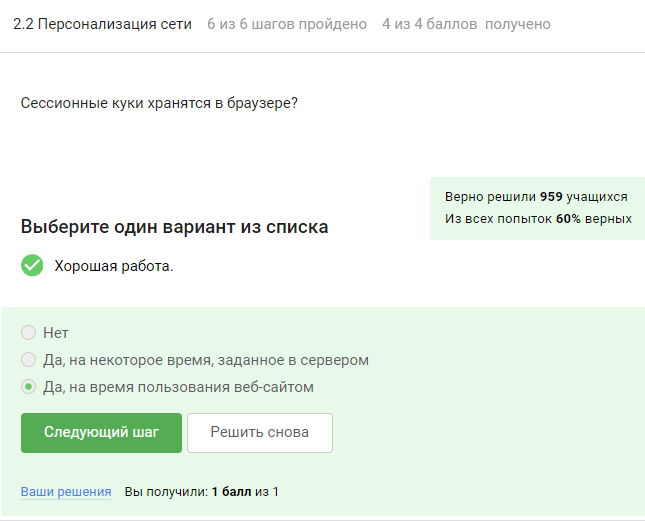 2.2 Персонализация сети 6 из 6 шагов пройдено 4 из 4 баллов получено
Сессионные куки хранятся в браузере?
Верно решили 959 учащихся
Из всех попыток 60% верных
Выберите один вариант из списка
Хорошая работа.
Нет
Да, на некоторое время, заданное в сервером
Да, на время пользования веб-сайтом
Следующий шаг Решить снова
Ваши решения Вы получили: 1 балл из 1